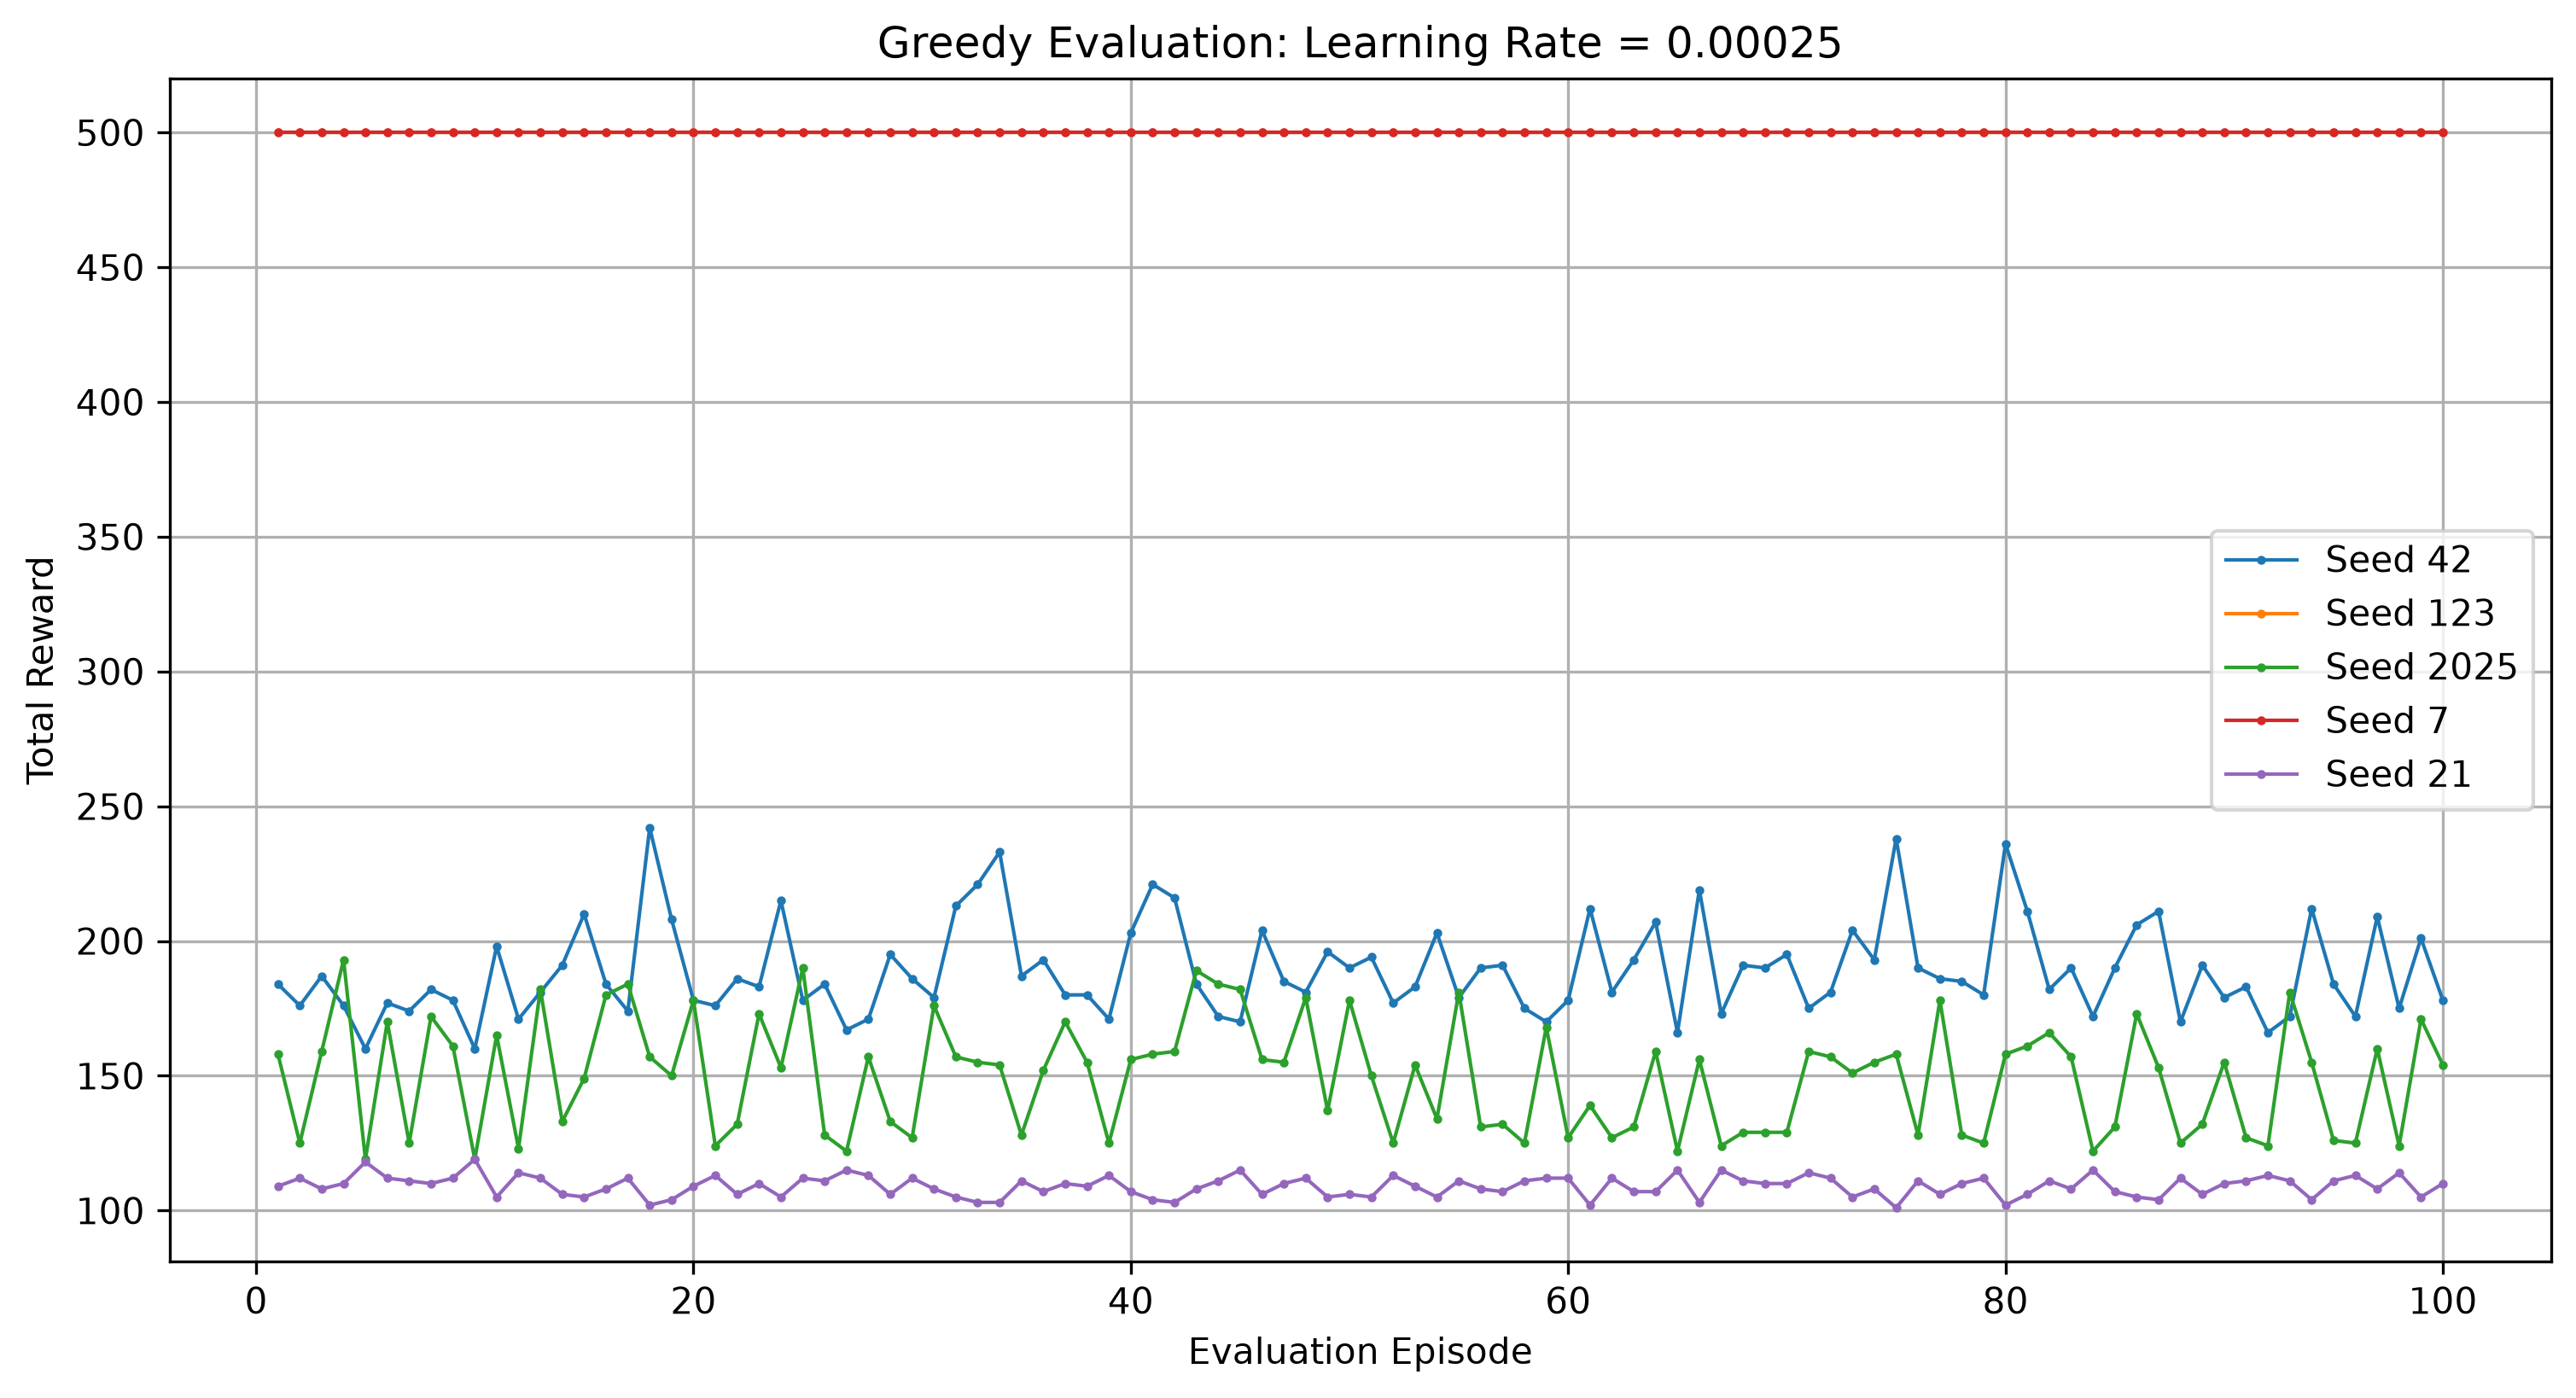 Greedy Evaluation: Learning Rate = 0.00025
500
450
400
350
300
250
200
150
100
Total Reward
Seed 42
Seed 123
Seed 2025
Seed 7
Seed 21
0 20 40 60 80 100
Evaluation Episode